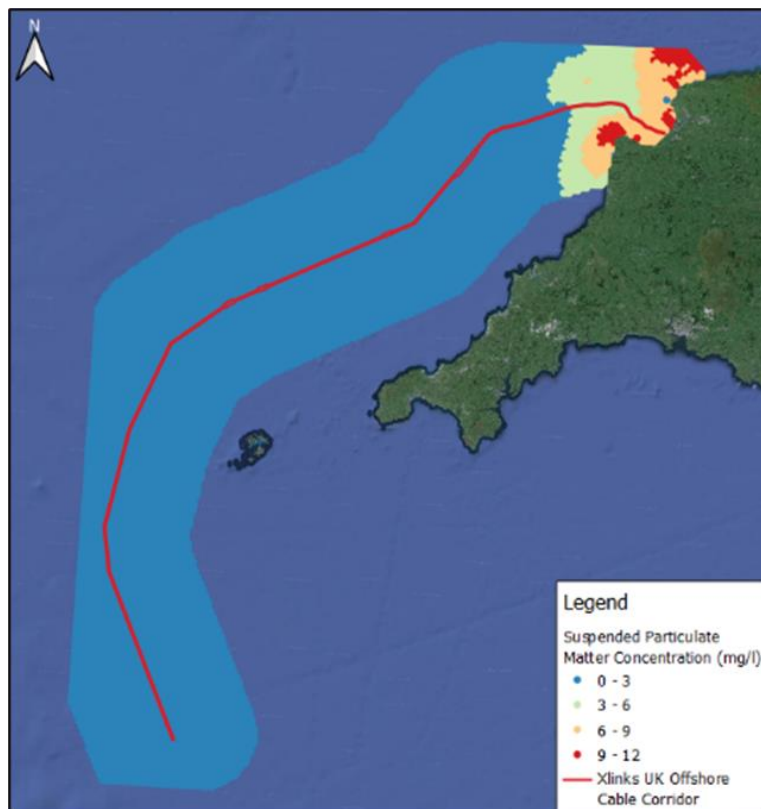 N
Legend
Suspended Particulate
Matter Concentration (mg/l)
0 - 3
3 - 6
6 - 9
9 - 12
Xlinks UK Offshore
Cable Corridor